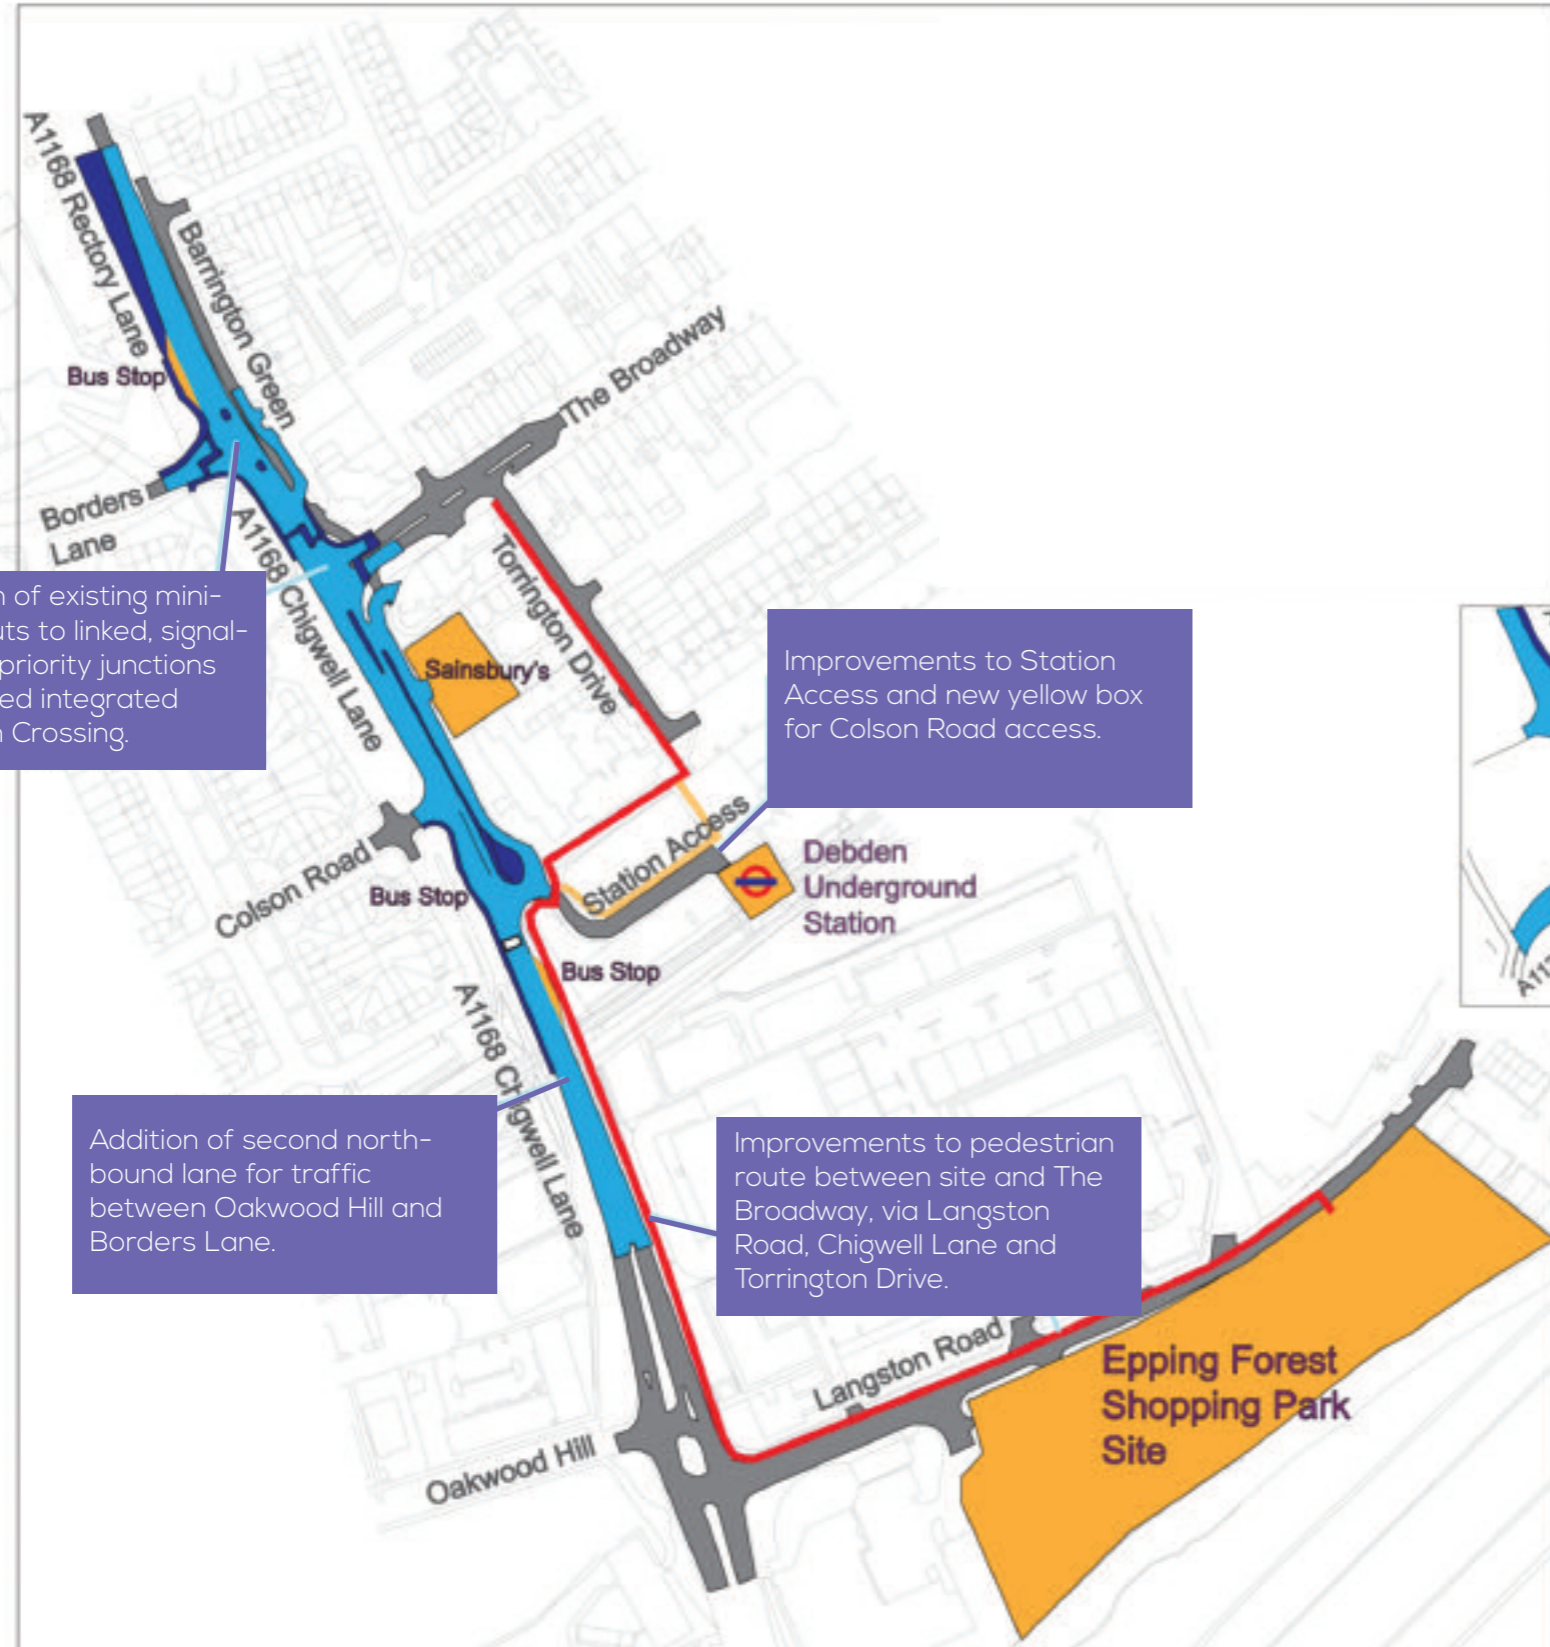 A1168 Rectory Lane
Barrington Green
Bus Stop
The Broadway
Borders
Lane
A1168 Chigwell Lane
Torrington Drive
of existing mini-
to linked, signal-
priority junctions
integrated
Crossing.
Sainsbury's
Improvements to Station
Access and new yellow box
for Colson Road access.
Station Access
Colson Road
Bus Stop
Debden
Underground
Station
Bus Stop
A1168 Chigwell Lane
Addition of second north-
bound lane for traffic
between Oakwood Hill and
Borders Lane.
Improvements to pedestrian
route between site and The
Broadway, via Langston
Road, Chigwell Lane and
Torrington Drive.
Langston Road
Epping Forest
Shopping Park
Site
Oakwood Hill